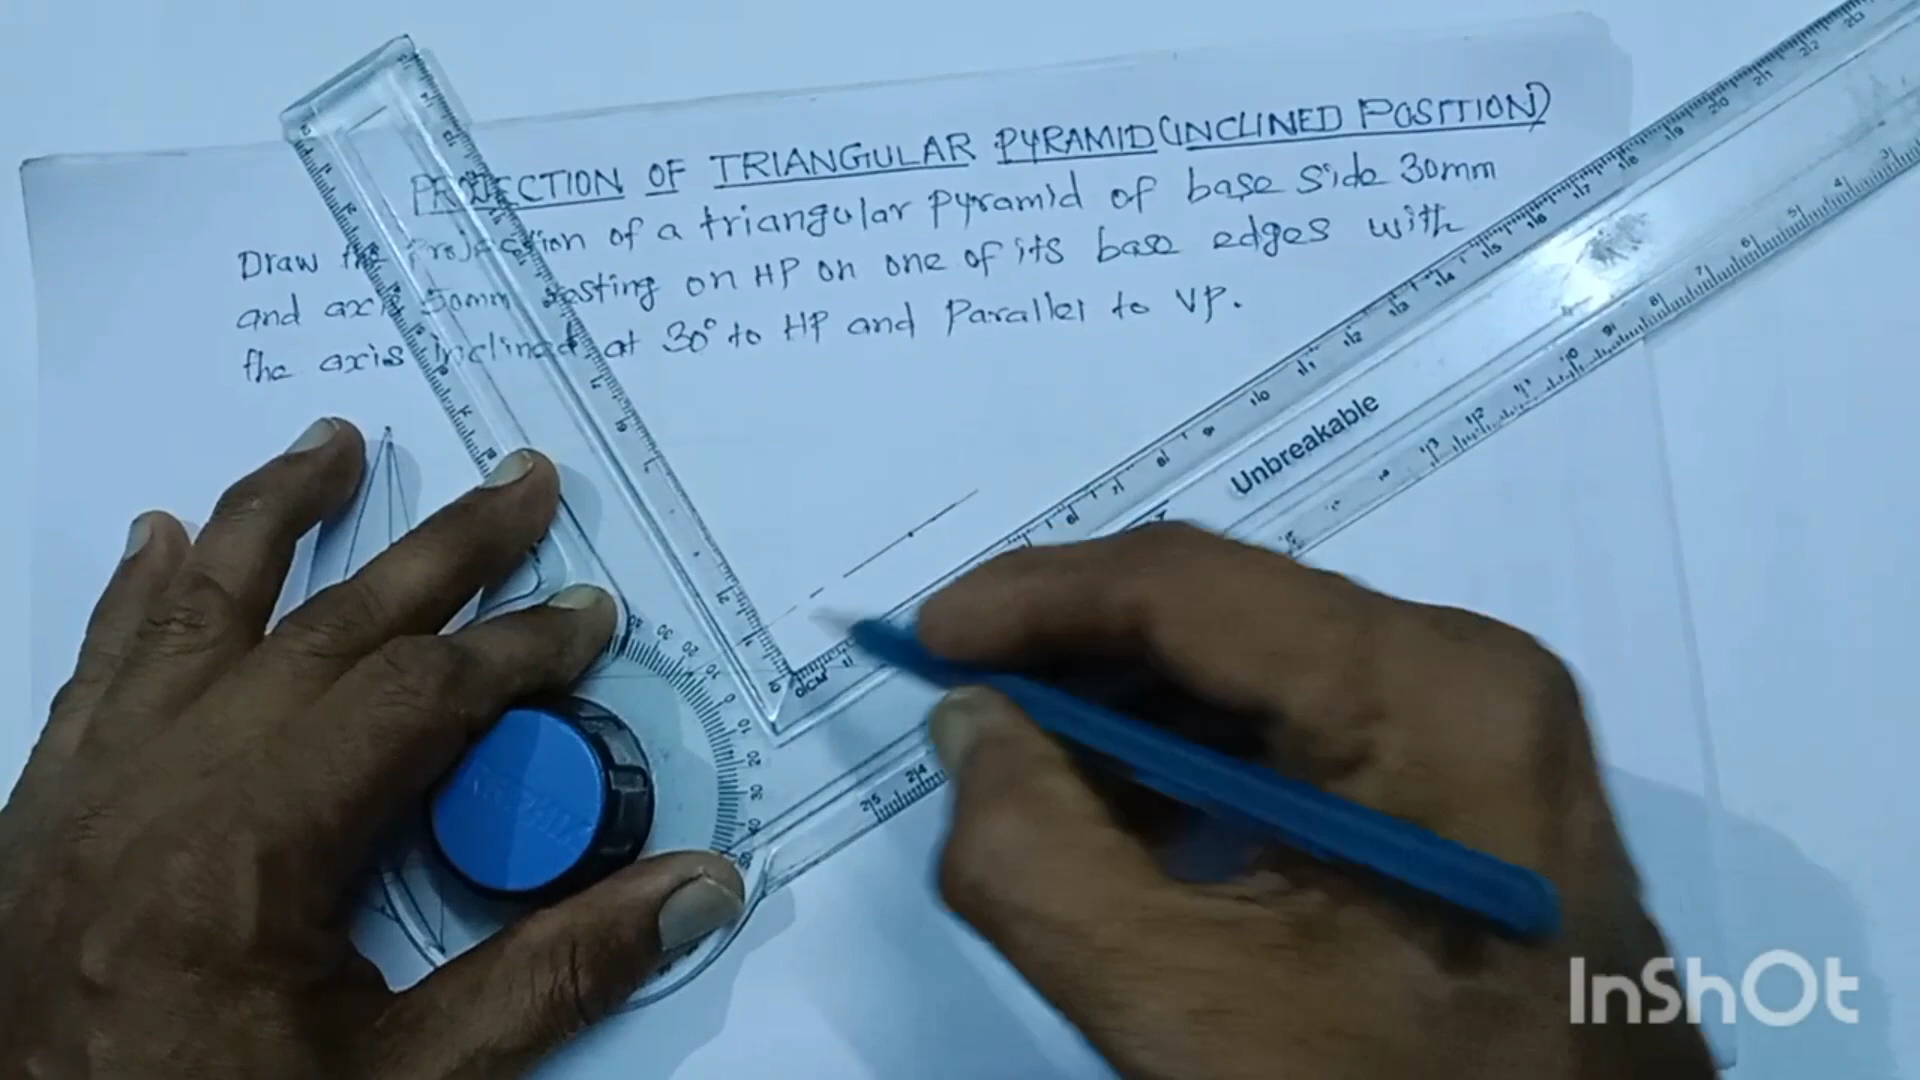 PROJECTION OF TRIANGULAR PYRAMID (INCLINED POSITION)
Draw the Projection of a triangular pyramid of base side 30mm
and axis 50mm resting on HP on one of its base edges with
the axis inclined at 30° to HP and Parallel to VP.
Unbreakable
InShOt